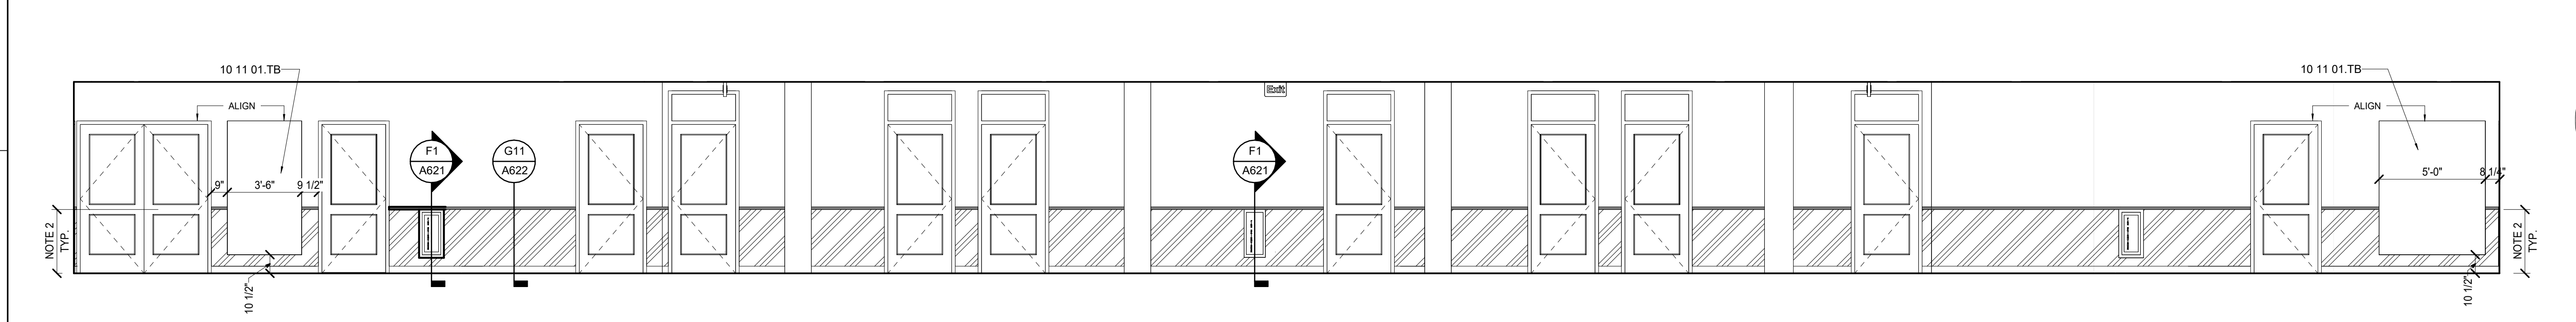 10 11 01.TB
10 11 01.TB
Exit
ALIGN
ALIGN
F1
A621
G11
A622
F1
A621
9"
3'-6"
9 1/2"
5'-0"
8 1/4"
NOTE 2
TYP.
NOTE 2
TYP.
10 1/2"
10 1/2"